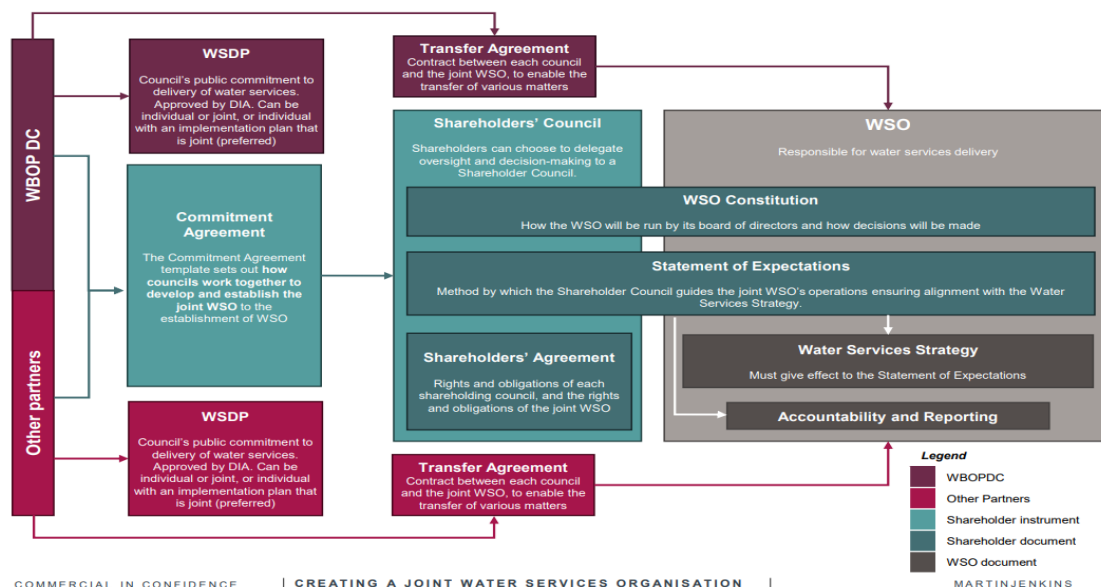 WBOP DC
Other partners
WSDP
Council's public commitment to
delivery of water services.
Approved by DIA. Can be
individual or joint, or individual
with an implementation plan that
is joint (preferred)
Commitment
Agreement
The Commitment Agreement
template sets out how
councils work together to
develop and establish the
joint WSO to the
establishment of WSO
WSDP
Council's public commitment to
delivery of water services.
Approved by DIA. Can be
individual or joint, or individual
with an implementation plan that
is joint (preferred)
Transfer Agreement
Contract between each council
and the joint WSO, to enable the
transfer of various matters
Shareholders' Council
Shareholders can choose to delegate
oversight and decision-making to a
Shareholder Council.
WSO
Responsible for water services delivery
WSO Constitution
How the WSO will be run by its board of directors and how decisions will be made
Statement of Expectations
Method by which the Shareholder Council guides the joint WSO's operations ensuring alignment with the Water
Services Strategy.
Shareholders' Agreement
Rights and obligations of each
shareholding council, and the rights
and obligations of the joint WSO
Water Services Strategy
Must give effect to the Statement of Expectations
Accountability and Reporting
Transfer Agreement
Contract between each council
and the joint WSO, to enable the
transfer of various matters
Legend
WBOPDC
Other Partners
Shareholder instrument
Shareholder document
WSO document
COMMERCIAL IN CONFIDENCE | CREATING A JOINT WATER SERVICES ORGANISATION | MARTINJENKINS